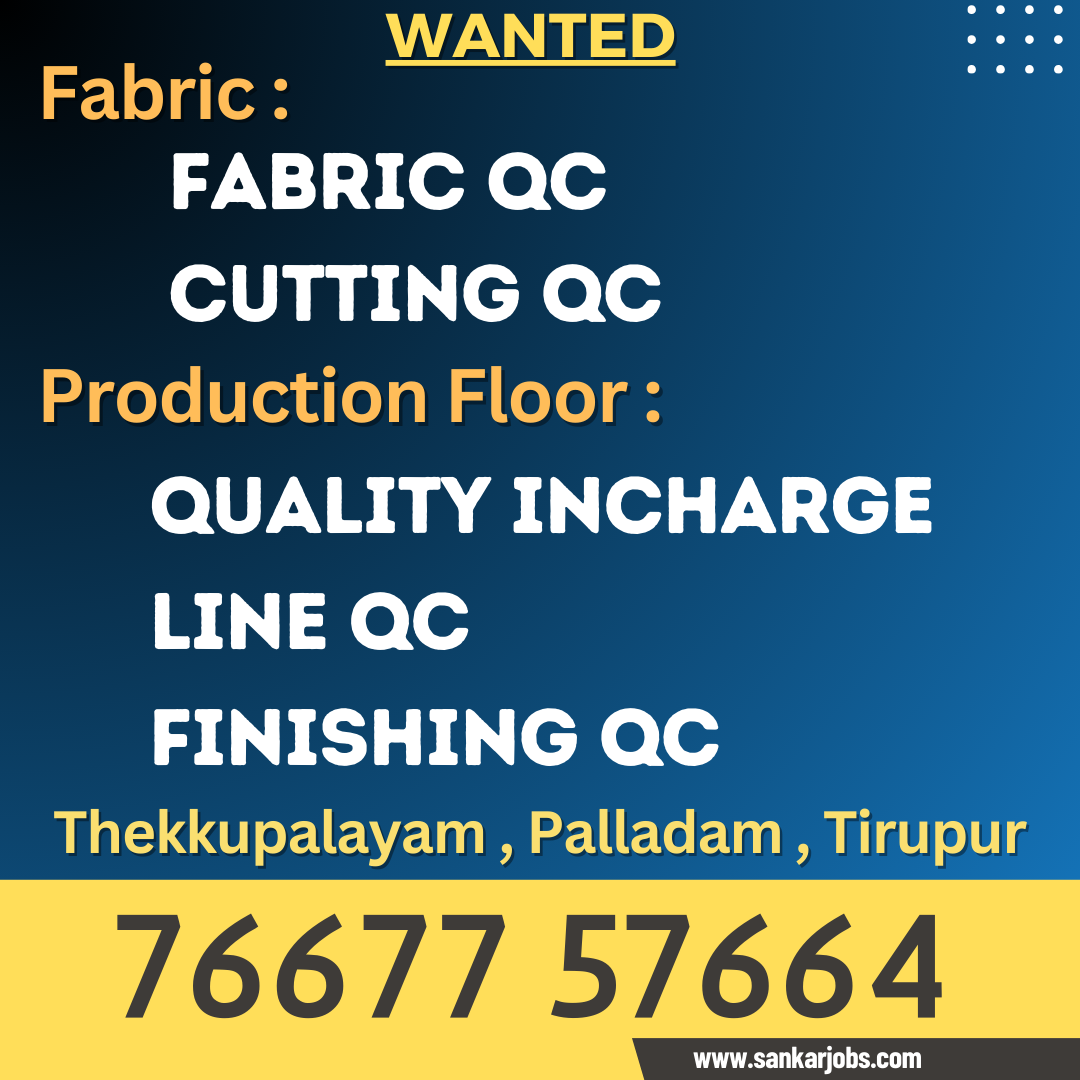 WANTED
Fabric :
FABRIC QC
CUTTING QC
Production Floor :
QUALITY INCHARGE
LINE QC
FINISHING QC
Thekkupalayam , Palladam , Tirupur
76677 57664
www.sankarjobs.com